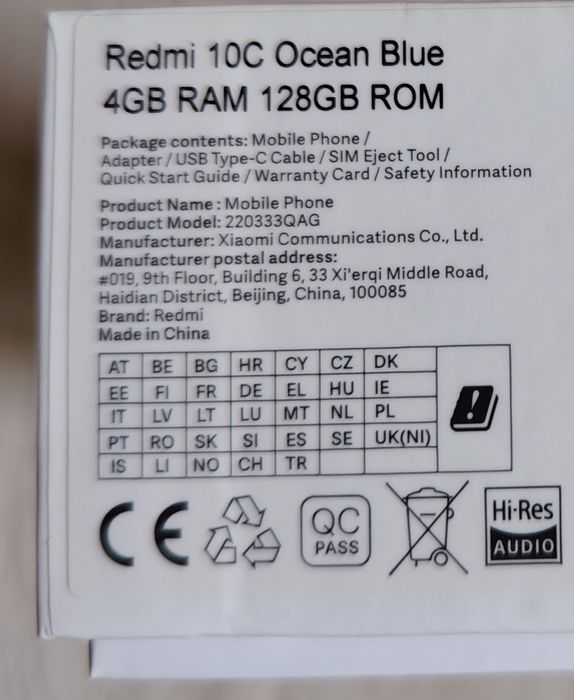 Redmi 10C Ocean Blue
4GB RAM 128GB ROM
Package contents: Mobile Phone /
Adapter / USB Type-C Cable / SIM Eject Tool /
Quick Start Guide / Warranty Card / Safety Information
Product Name : Mobile Phone
Product Model: 220333QAG
Manufacturer: Xiaomi Communications Co., Ltd.
Manufacturer postal address:
#019, 9th Floor, Building 6, 33 Xi'erqi Middle Road,
Haidian District, Beijing, China, 100085
Brand: Redmi
Made in China
AT BE BG HR CY CZ DK
EE FI FR DE EL HU IE
IT LV LT LU MT NL PL
PT RO SK SI ES SE UK(NI)
IS LI NO CH TR
CE
QC
PASS
Hi-Res
AUDIO